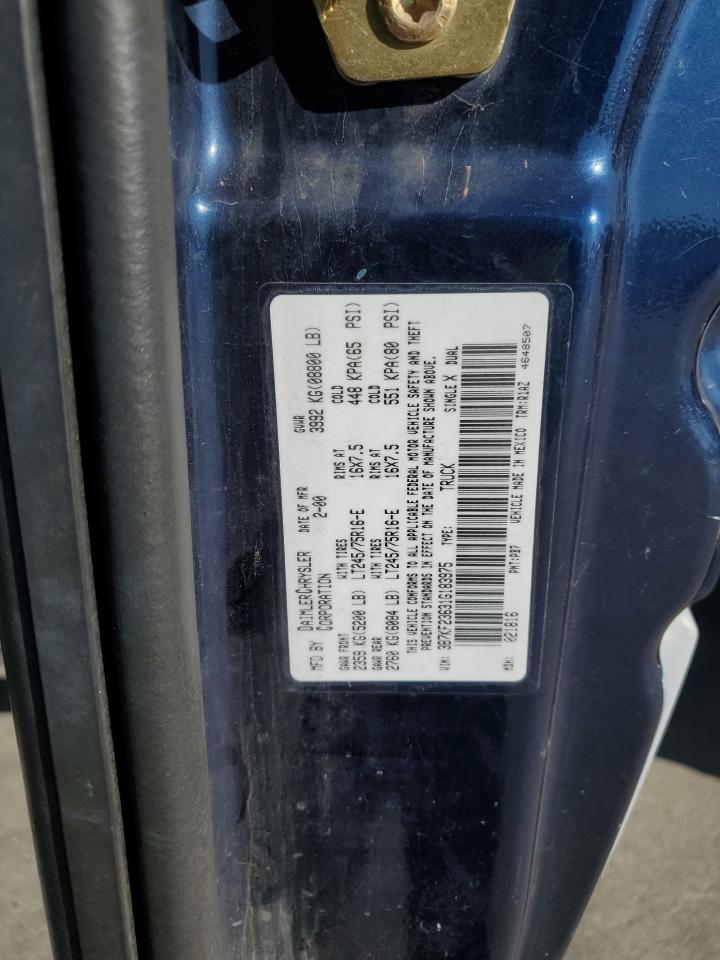 MFD BY DAIMLERCHRYSLER CORPORATION DATE OF MFR 2-00 GVWR 3992 KG(08800 LB)
GWWR FRONT WITH TIRES RIMS AT COLD
2359 KG(5200 LB) LT245/75R16-E 16X7.5 448 KPA(65 PSI)
GAWR REAR WITH TIRES RIMS AT COLD
2760 KG(6084 LB) LT245/75R16-E 16X7.5 551 KPA(80 PSI)
THIS VEHICLE CONFORMS TO ALL APPLICABLE FEDERAL MOTOR VEHICLE SAFETY AND THEFT
PREVENTION STANDARDS IN EFFECT ON THE DATE OF MANUFACTURE SHOWN ABOVE.
VIN: 3B7KF23631G183975 TYPE: TRUCK SINGLE X DUAL
MDH: 021816 PNT:PB7 VEHICLE MADE IN MEXICO TRM:R1AZ 4648507